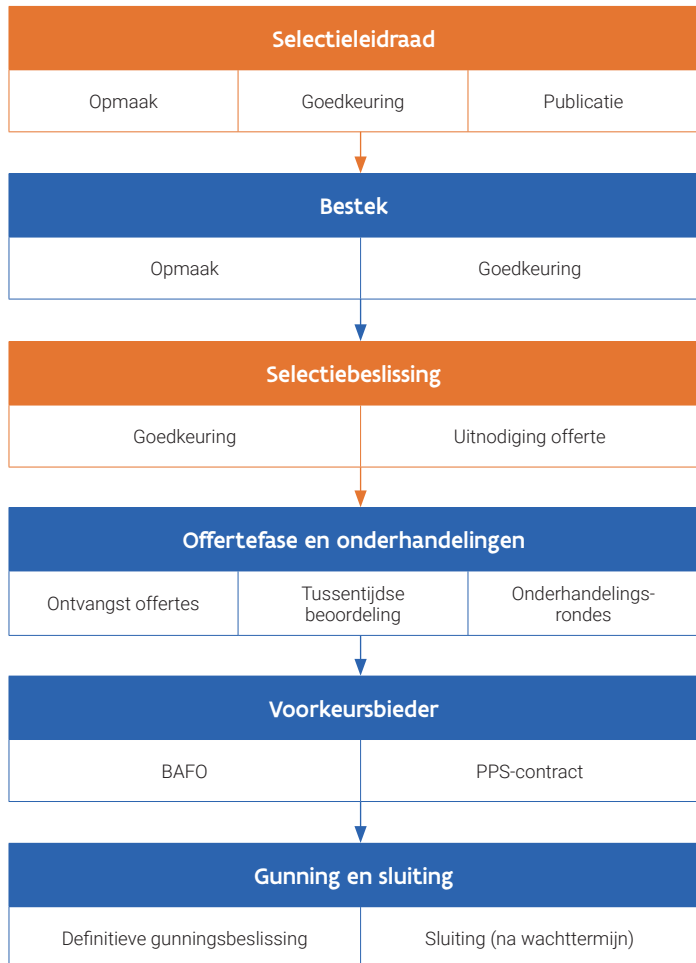 Selectieleidraad
Opmaak
Goedkeuring
Publicatie
Bestek
Opmaak
Goedkeuring
Selectiebeslissing
Goedkeuring
Uitnodiging offerte
Offertefase en onderhandelingen
Ontvangst offertes
Tussentijdse
beoordeling
Onderhandelings-
rondes
Voorkeursbieder
BAFO
PPS-contract
Gunning en sluiting
Definitieve gunningsbeslissing
Sluiting (na wachttermijn)